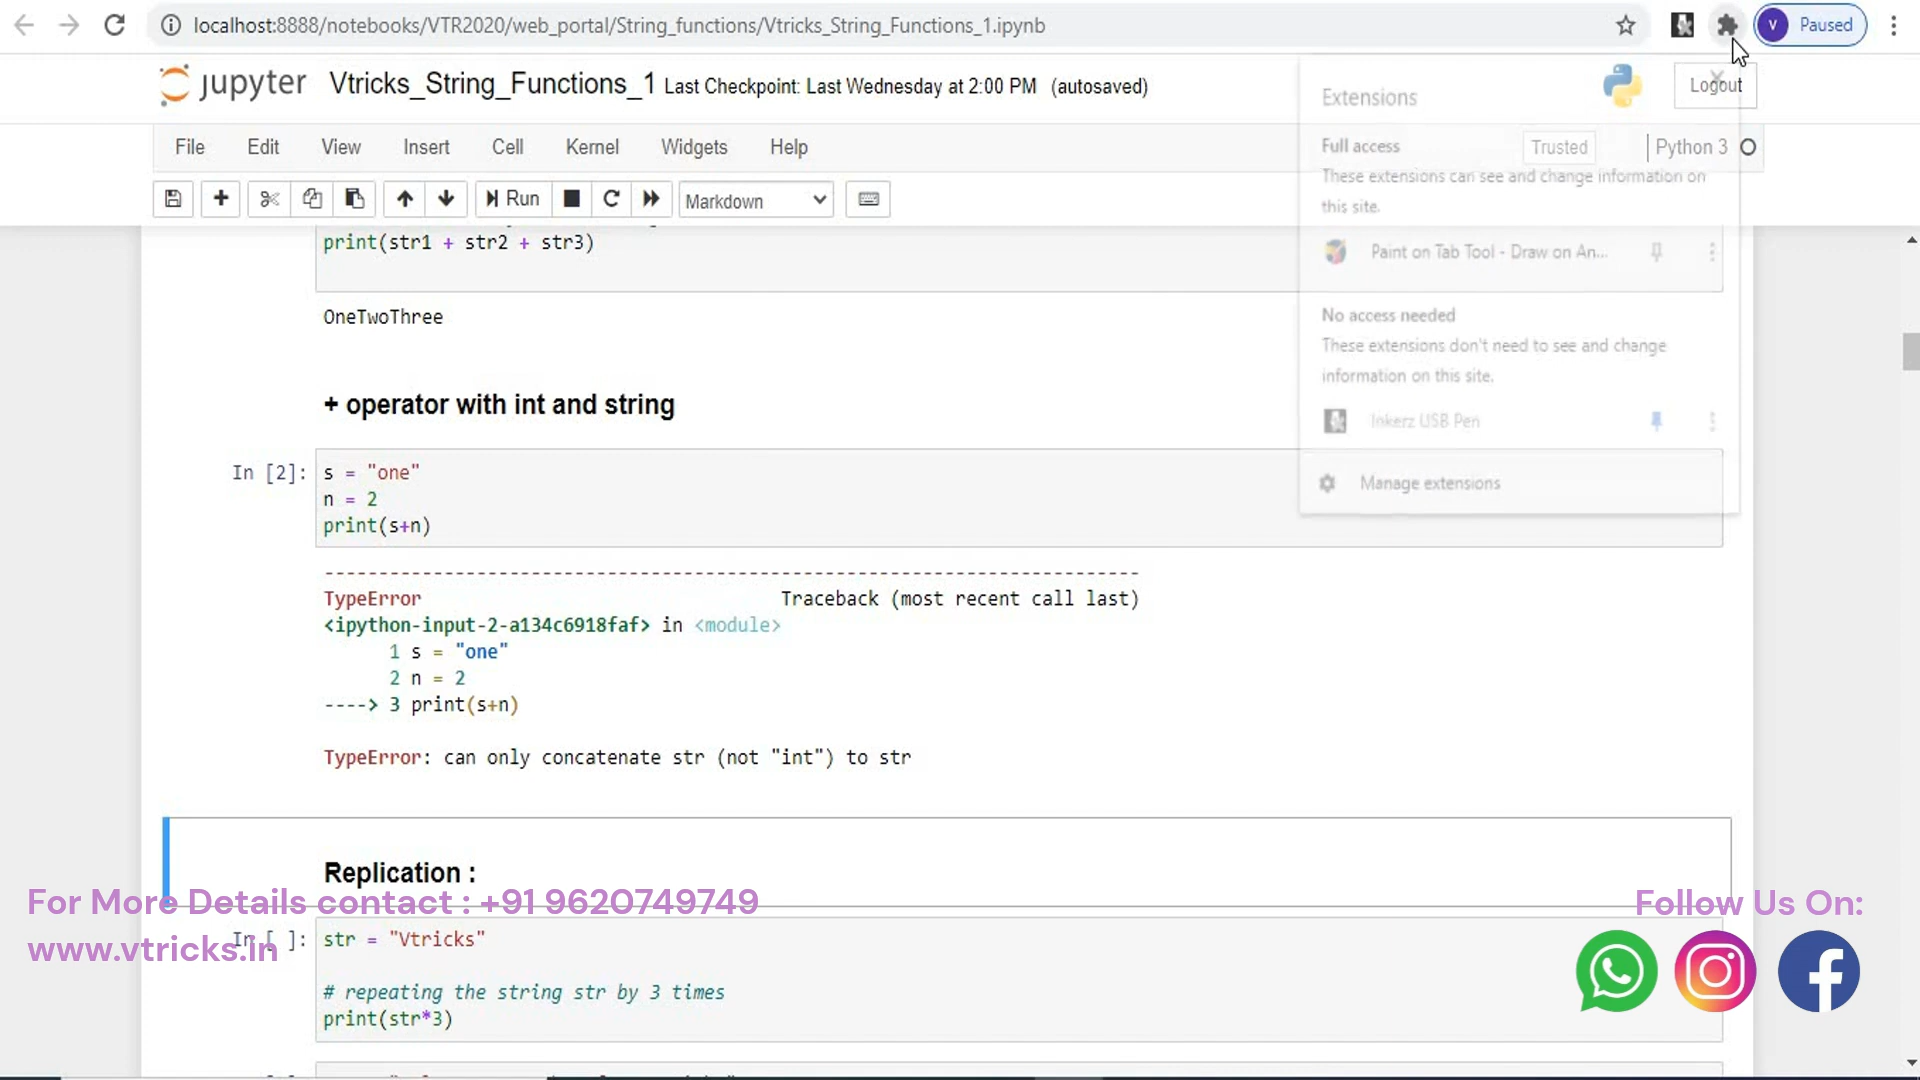 localhost:8888/notebooks/VTR2020/web_portal/String_functions/Vtricks_String_Functions_1.ipynb
V Paused
jupyter Vtricks_String_Functions_1 Last Checkpoint: Last Wednesday at 2:00 PM (autosaved)
Logout
File Edit View Insert Cell Kernel Widgets Help
Trusted
Python 3
Run
Markdown
Extensions
Full access
These extensions can see and change information on
this site.
Paint on Tab Tool - Draw on An...
No access needed
These extensions don't need to see and change
information on this site.
Inkerz USB Pen
Manage extensions
print(str1 + str2 + str3)
OneTwoThree
+ operator with int and string
In [2]: s = "one"
n = 2
print(s+n)
---------------------------------------------------------------------------
TypeError Traceback (most recent call last)
<ipython-input-2-a134c6918faf> in <module>
1 s = "one"
2 n = 2
----> 3 print(s+n)
TypeError: can only concatenate str (not "int") to str
Replication :
For More Details contact : +91 9620749749
www.vtricks.in
Follow Us On:
In [ ]: str = "Vtricks"
# repeating the string str by 3 times
print(str*3)